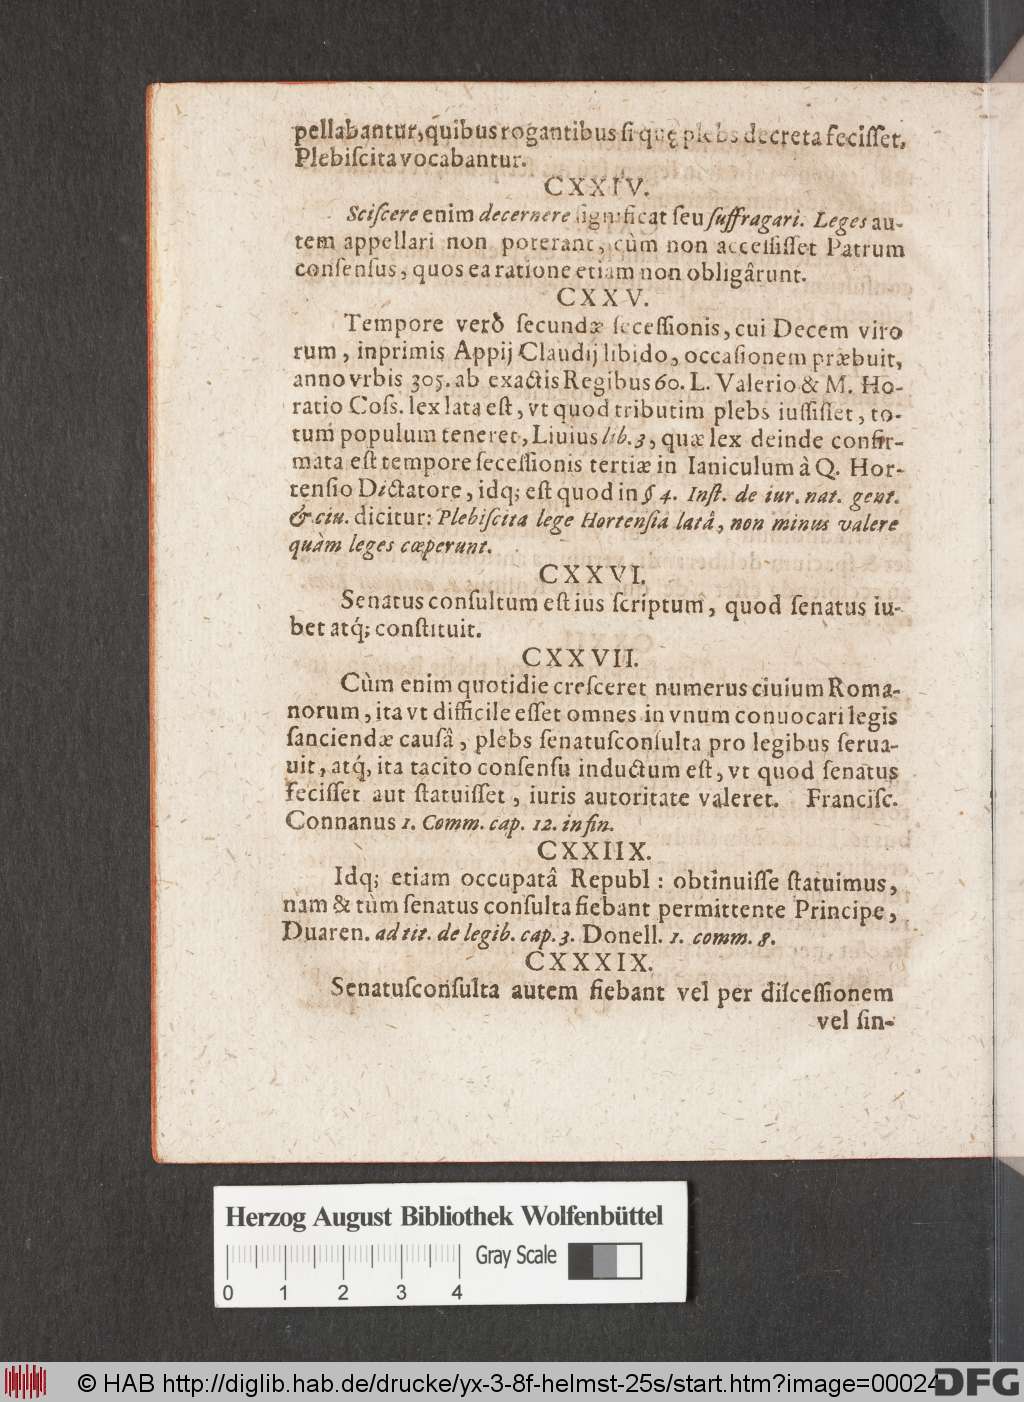 pellabantur, quibus rogantibus ſi quę plebs decreta feciſſet,
Plebiſcita vocabantur.
CXXIV.
Sciſcere enim decernere ſignificat ſeu ſuffragari. Leges au-
tem appellari non poterant, cùm non acceſſiſſet Patrum
conſenſus, quos ea ratione etiam non obligârunt.
CXXV.
Tempore verò ſecundæ ſeceſſionis, cui Decem viro
rum, inprimis Appij Claudij libido, occaſionem præbuit,
anno vrbis 305. ab exactis Regibus 60. L. Valerio & M. Ho-
ratio Coſs. lex lata eſt, vt quod tributim plebs iuſſiſſet, to-
tum populum teneret, Liuius lib. 3, quæ lex deinde confir-
mata eſt tempore ſeceſſionis tertiæ in Ianiculum à Q. Hor-
tenſio Dictatore, idq; eſt quod in § 4. Inſt. de iur. nat. gent.
& ciu. dicitur: Plebiſcita lege Hortenſiâ latâ, non minus valere
quàm leges cœperunt.
CXXVI.
Senatus conſultum eſt ius ſcriptum, quod ſenatus iu-
bet atq́; conſtituit.
CXXVII.
Cùm enim quotidie creſceret numerus ciuium Roma-
norum, ita vt difficile eſſet omnes in vnum conuocari legis
ſanciendæ causâ, plebs ſenatuſconſulta pro legibus ſerua-
uit, atq́, ita tacito conſenſu inductum eſt, vt quod ſenatus
feciſſet aut ſtatuiſſet, iuris autoritate valeret. Franciſc.
Connanus 1. Comm. cap. 12. in fin.
CXXIIX.
Idq; etiam occupatâ Republ: obtinuiſſe ſtatuimus,
nam & tùm ſenatus conſulta fiebant permittente Principe,
Duaren. ad tit. de legib. cap. 3. Donell. 1. comm. 8.
CXXXIX.
Senatuſconſulta autem fiebant vel per diſceſſionem
vel ſin-
Herzog August Bibliothek Wolfenbüttel
Gray Scale
0 1 2 3 4
© HAB http://diglib.hab.de/drucke/yx-3-8f-helmst-25s/start.htm?image=00024
DFG